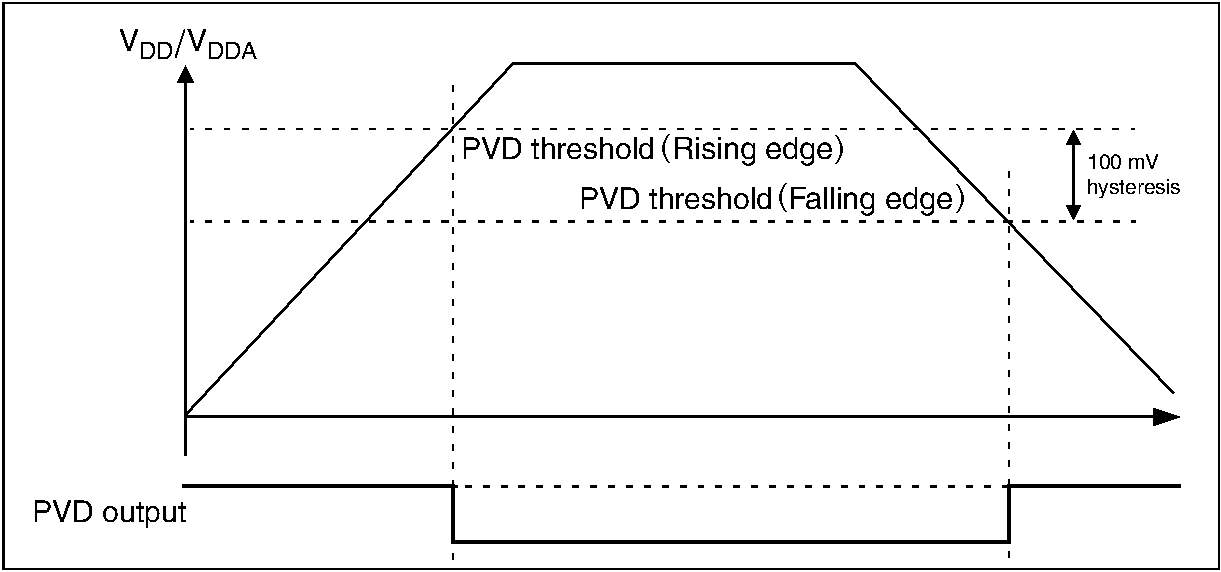 VDD/VDDA
PVD threshold (Rising edge)
100 mV
hysteresis
PVD threshold (Falling edge)
PVD output